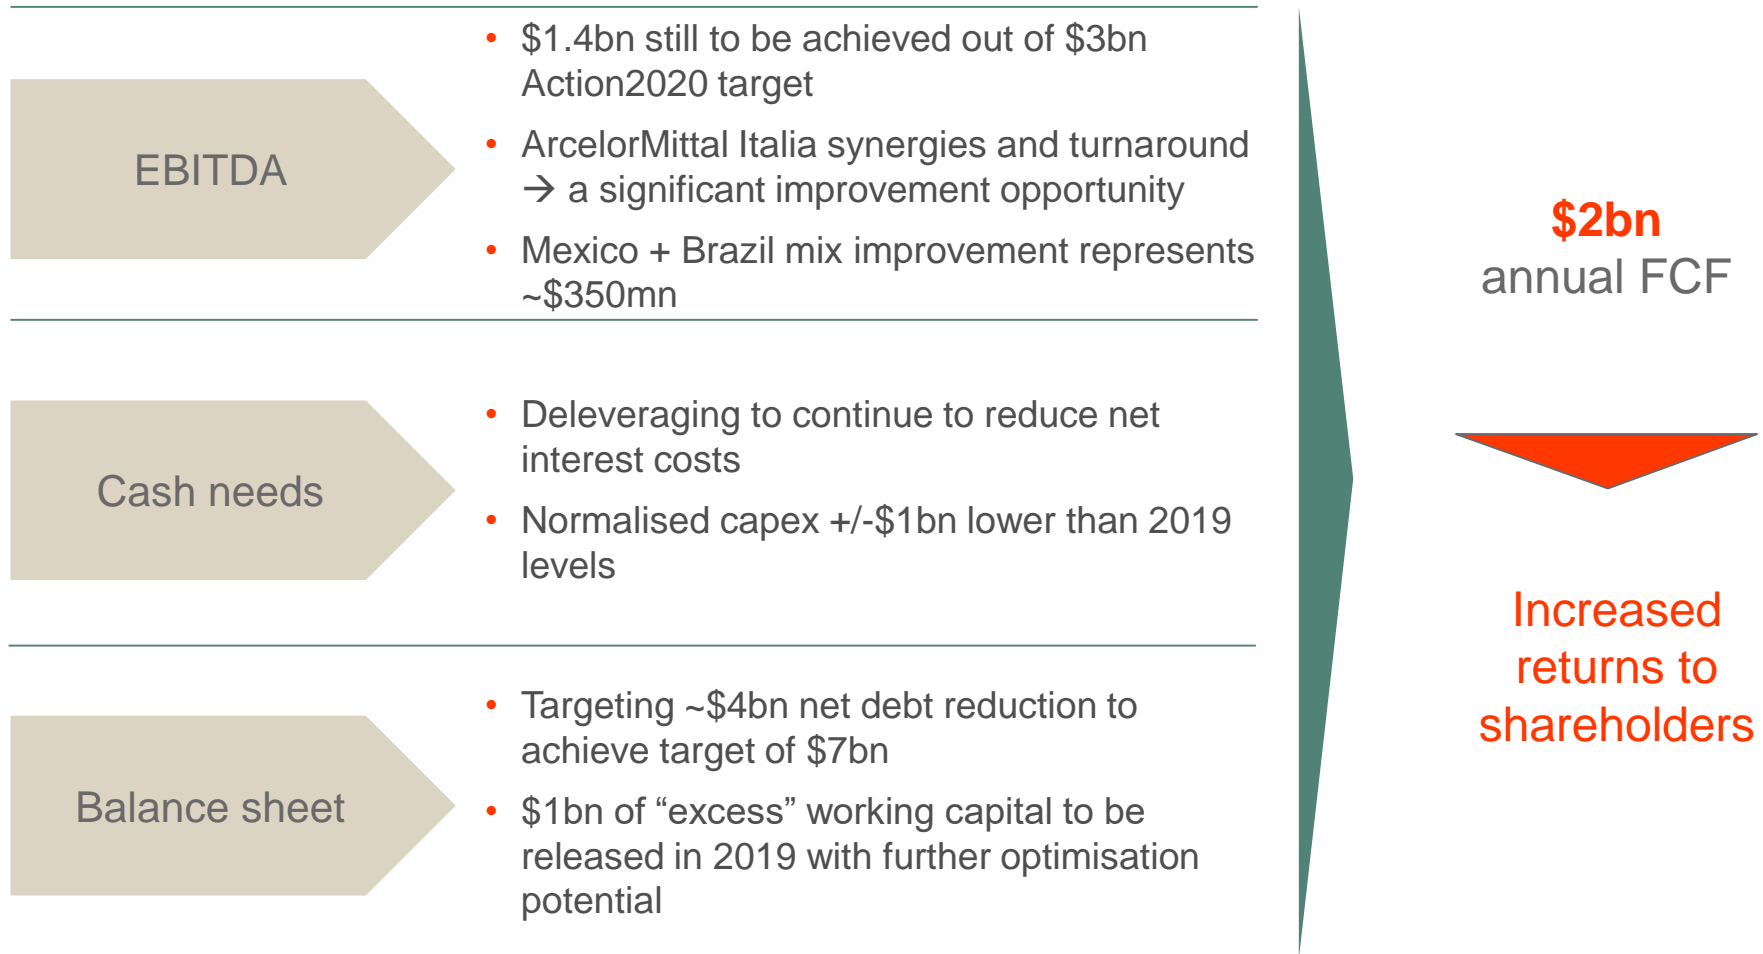 EBITDA
• $1.4bn still to be achieved out of $3bn
Action2020 target
• ArcelorMittal Italia synergies and turnaround
→ a significant improvement opportunity
• Mexico + Brazil mix improvement represents
~$350mn
Cash needs
• Deleveraging to continue to reduce net
interest costs
• Normalised capex +/-$1bn lower than 2019
levels
Balance sheet
• Targeting ~$4bn net debt reduction to
achieve target of $7bn
• $1bn of “excess” working capital to be
released in 2019 with further optimisation
potential
$2bn
annual FCF
Increased
returns to
shareholders